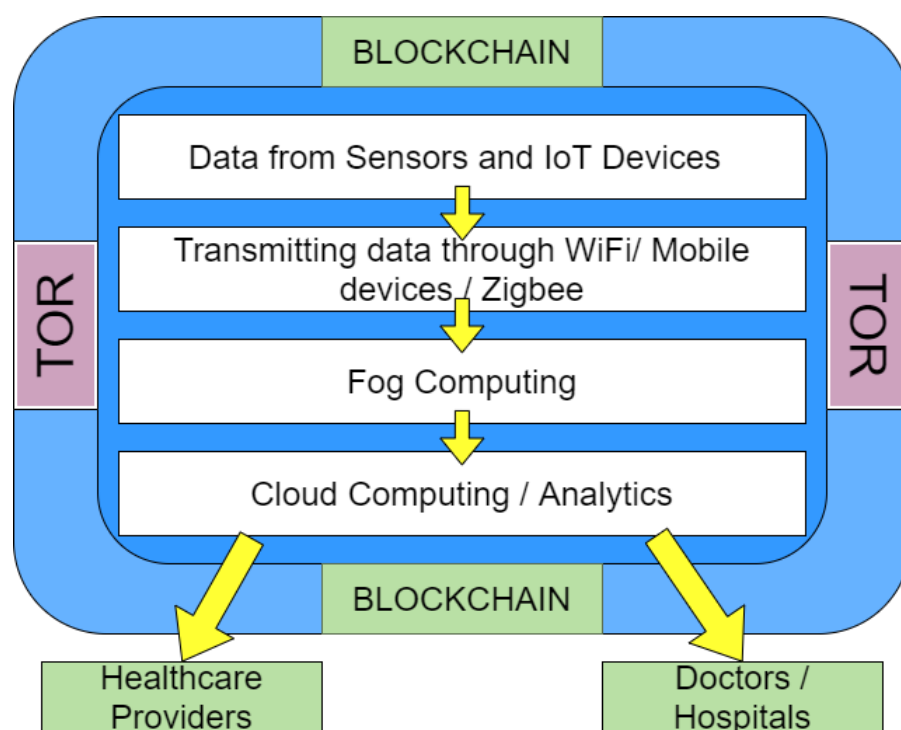 BLOCKCHAIN
Data from Sensors and IoT Devices
Transmitting data through WiFi/ Mobile
devices / Zigbee
TOR
TOR
Fog Computing
Cloud Computing / Analytics
BLOCKCHAIN
Healthcare
Providers
Doctors /
Hospitals